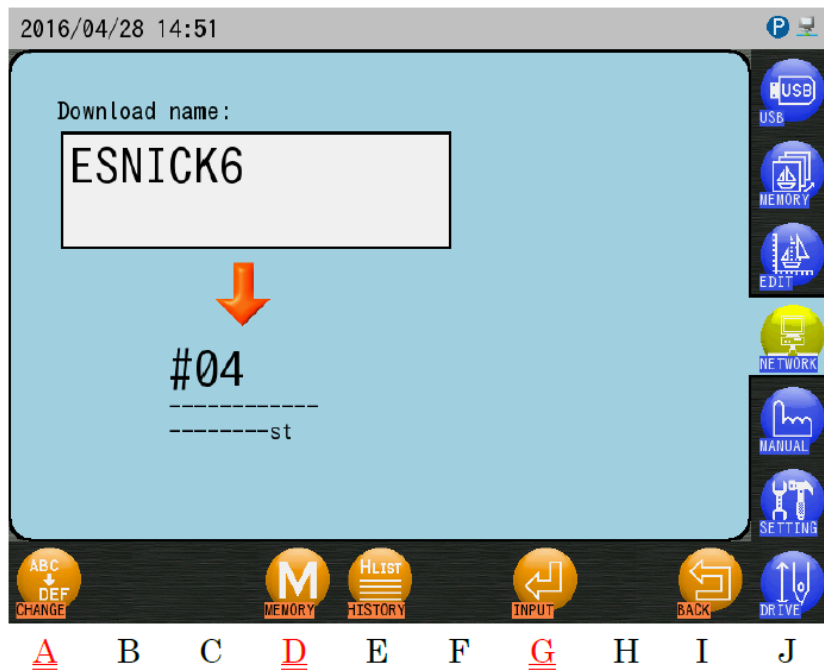 2016/04/28 14:51
P
USB
USB
Download name:
ESNICK6
MEMORY
EDIT
#04
NETWORK
------------
--------st
MANUAL
SETTING
ABC
DEF
CHANGE
M
MEMORY
HLIST
HISTORY
INPUT
BACK
DRIVE
A B C D E F G H I J